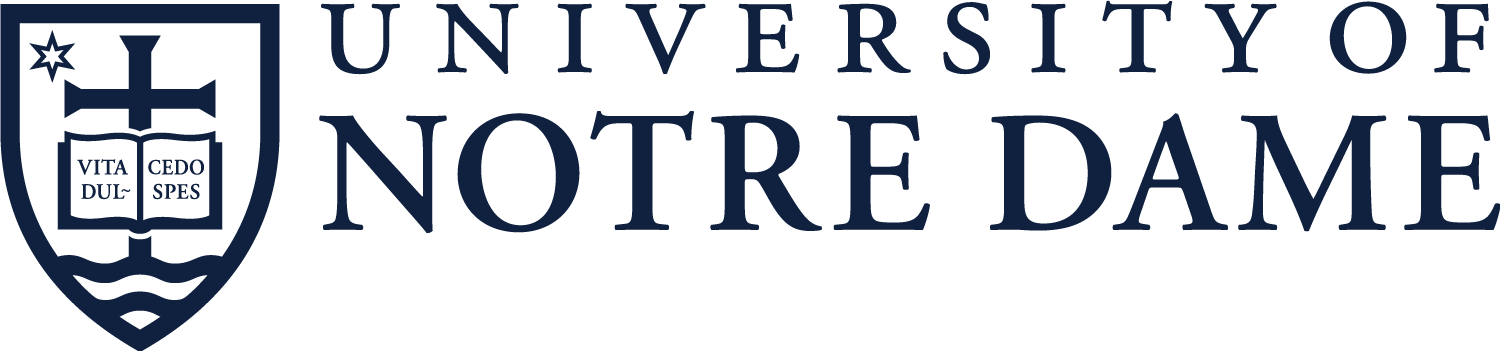 UNIVERSITY OF
NOTRE DAME
VITA
DUL~
CEDO
SPES